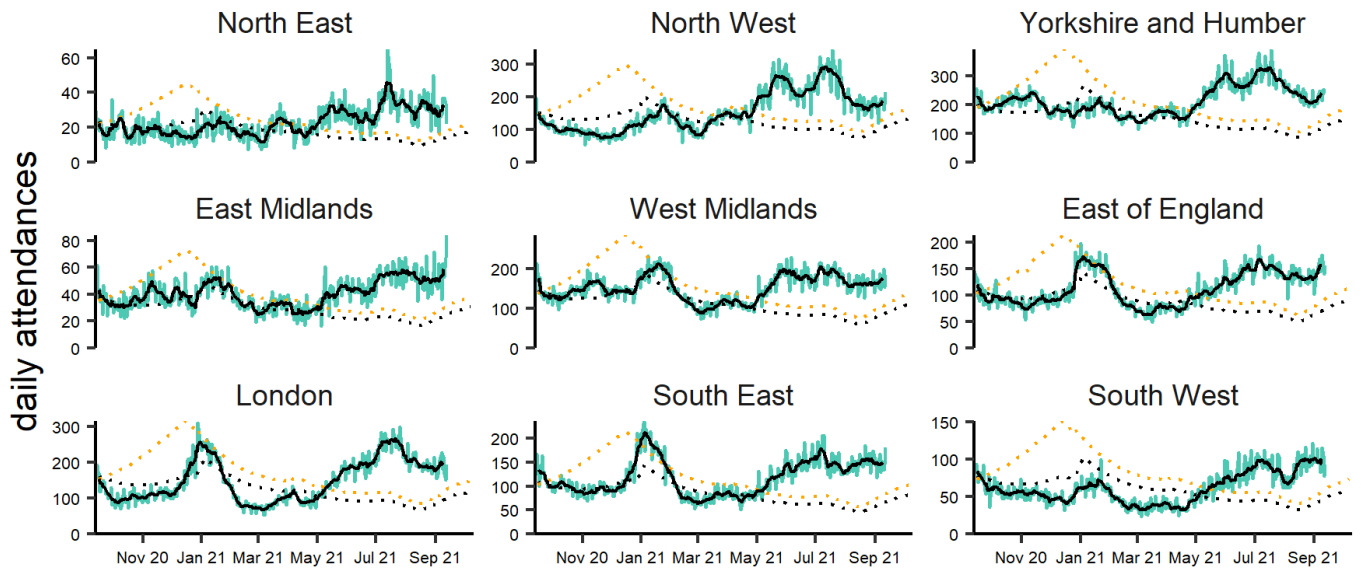 daily attendances
North East
60
40
20
0
North West
300
200
100
0
Yorkshire and Humber
300
200
100
0
East Midlands
80
60
40
20
0
West Midlands
200
100
0
East of England
200
150
100
50
0
London
300
200
100
0
Nov 20 Jan 21 Mar 21 May 21 Jul 21 Sep 21
South East
200
150
100
50
0
Nov 20 Jan 21 Mar 21 May 21 Jul 21 Sep 21
South West
150
100
50
0
Nov 20 Jan 21 Mar 21 May 21 Jul 21 Sep 21